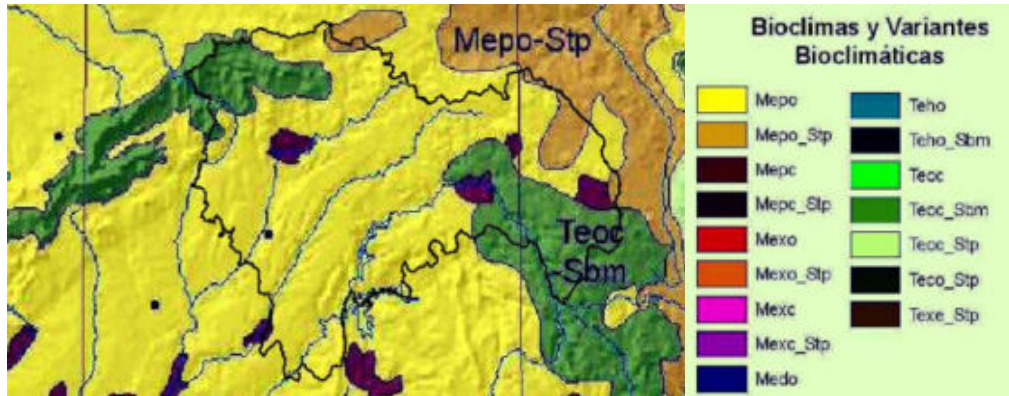 Mepo-Stp
Teoc
-Sbm
Bioclimas y Variantes
Bioclimáticas
Mepo
Mepo_Stp
Mepc
Mepc_Stp
Mexo
Mexo_Stp
Mexc
Mexc_Stp
Medo
Teho
Teho_Sbm
Teoc
Teoc_Sbm
Teoc_Stp
Teco_Stp
Texe_Stp